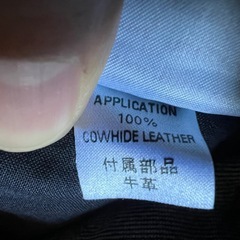 APPLICATION
100%
COWHIDE LEATHER
付属部品
牛革